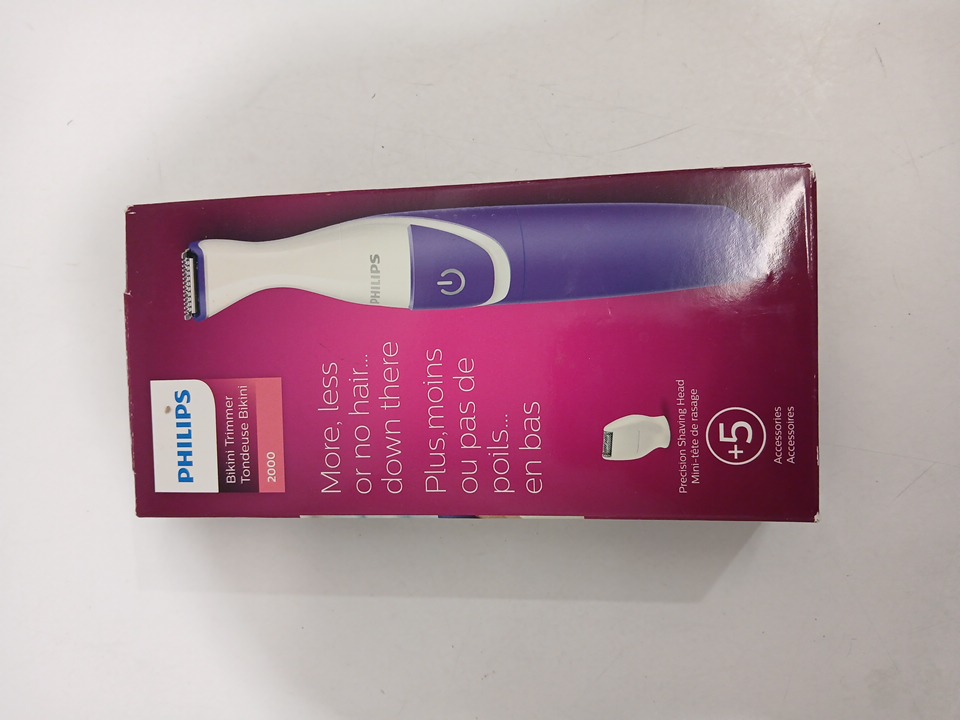 PHILIPS
Bikini Trimmer
Tondeuse Bikini
2000
PHILIPS
More, less
or no hair...
down there
Plus,moins
ou pas de
poils...
en bas
Precision Shaving Head
Mini-tête de rasage
+5
Accessories
Accessoires